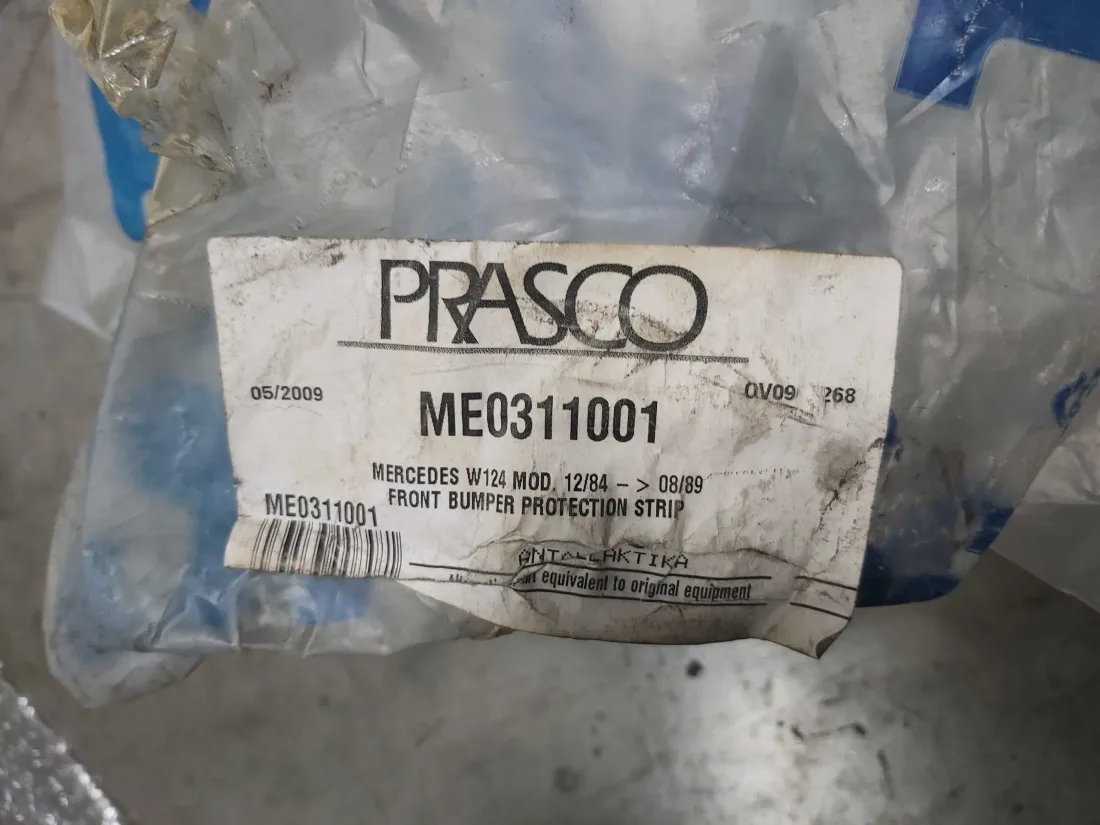 PRASCO
05/2009
ME0311001
MERCEDES W124 MOD. 12/84 - > 08/89
FRONT BUMPER PROTECTION STRIP
ME0311001
equivalent to original equipment